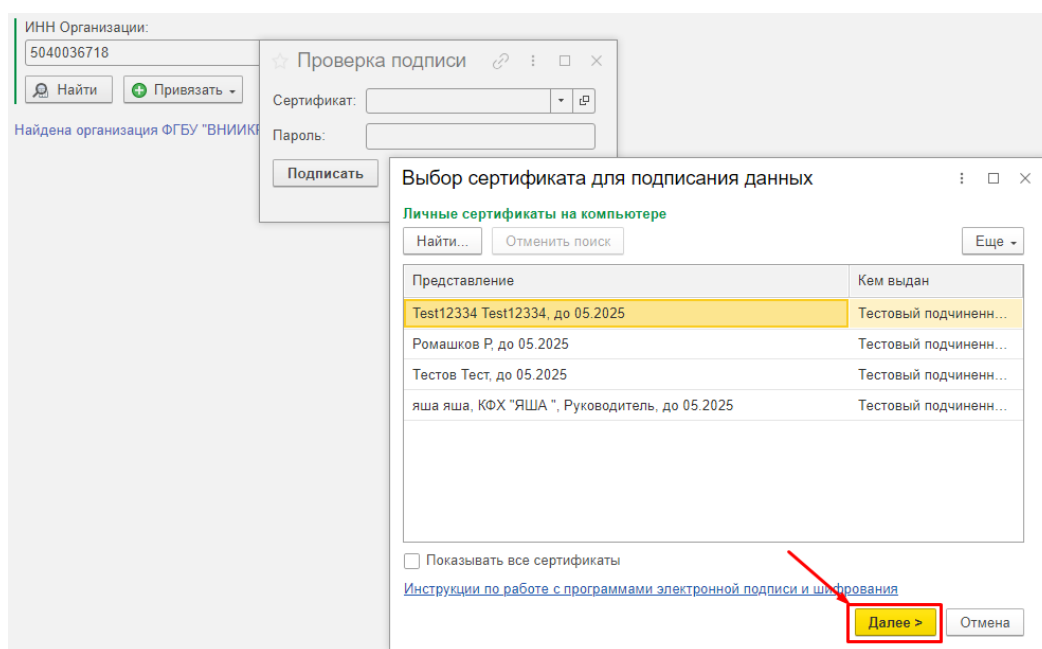 ИНН Организации:
5040036718
Найти
Привязать
Найдена организация ФГБУ "ВНИИК
Проверка подписи
Сертификат:
Пароль:
Подписать
Выбор сертификата для подписания данных
Личные сертификаты на компьютере
Найти... Отменить поиск Еще
Представление Кем выдан
Test12334 Test12334, до 05.2025 Тестовый подчиненн...
Ромашков Р, до 05.2025 Тестовый подчиненн...
Тестов Тест, до 05.2025 Тестовый подчиненн...
яша яша, КФХ "ЯША ", Руководитель, до 05.2025 Тестовый подчиненн...
Показывать все сертификаты
Инструкции по работе с программами электронной подписи и шифрования
Далее > Отмена